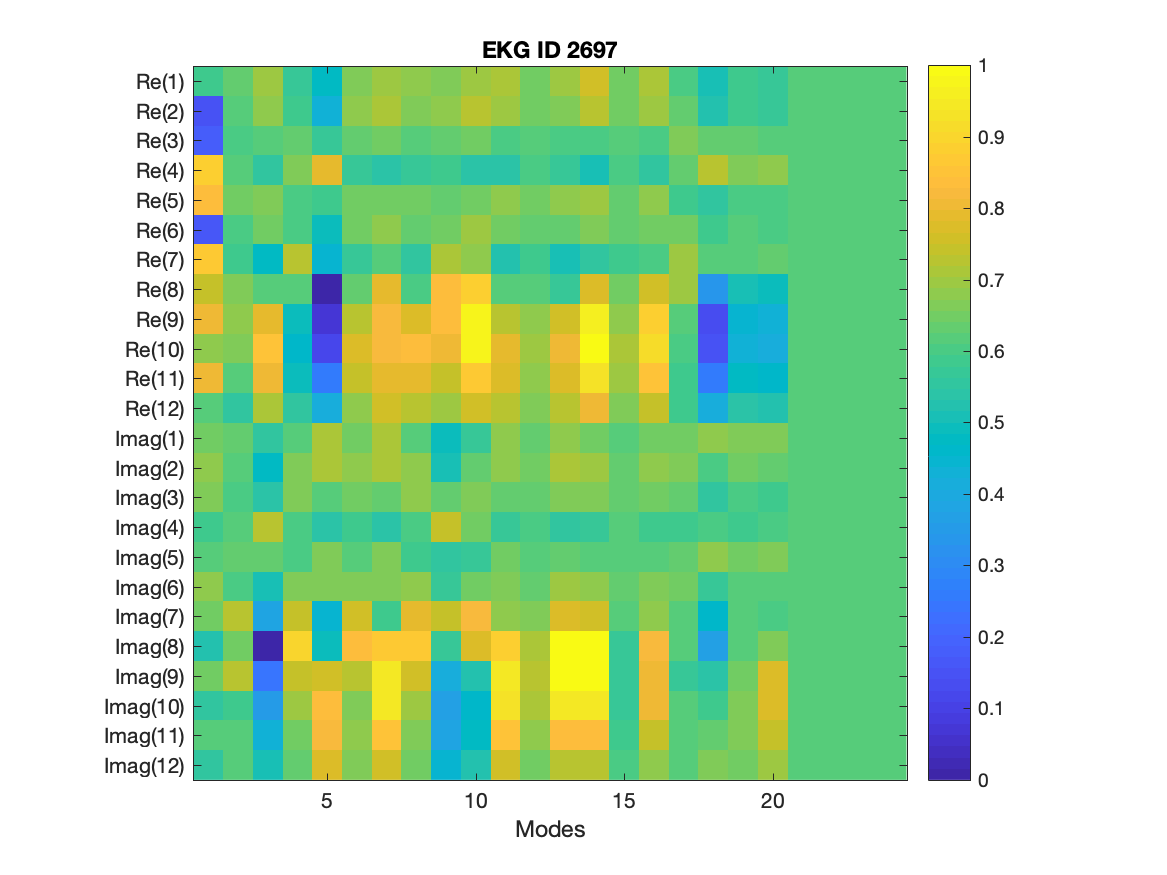 EKG ID 2697
Re(1)
Re(2)
Re(3)
Re(4)
Re(5)
Re(6)
Re(7)
Re(8)
Re(9)
Re(10)
Re(11)
Re(12)
Imag(1)
Imag(2)
Imag(3)
Imag(4)
Imag(5)
Imag(6)
Imag(7)
Imag(8)
Imag(9)
Imag(10)
Imag(11)
Imag(12)
5 10 15 20
Modes
1
0.9
0.8
0.7
0.6
0.5
0.4
0.3
0.2
0.1
0